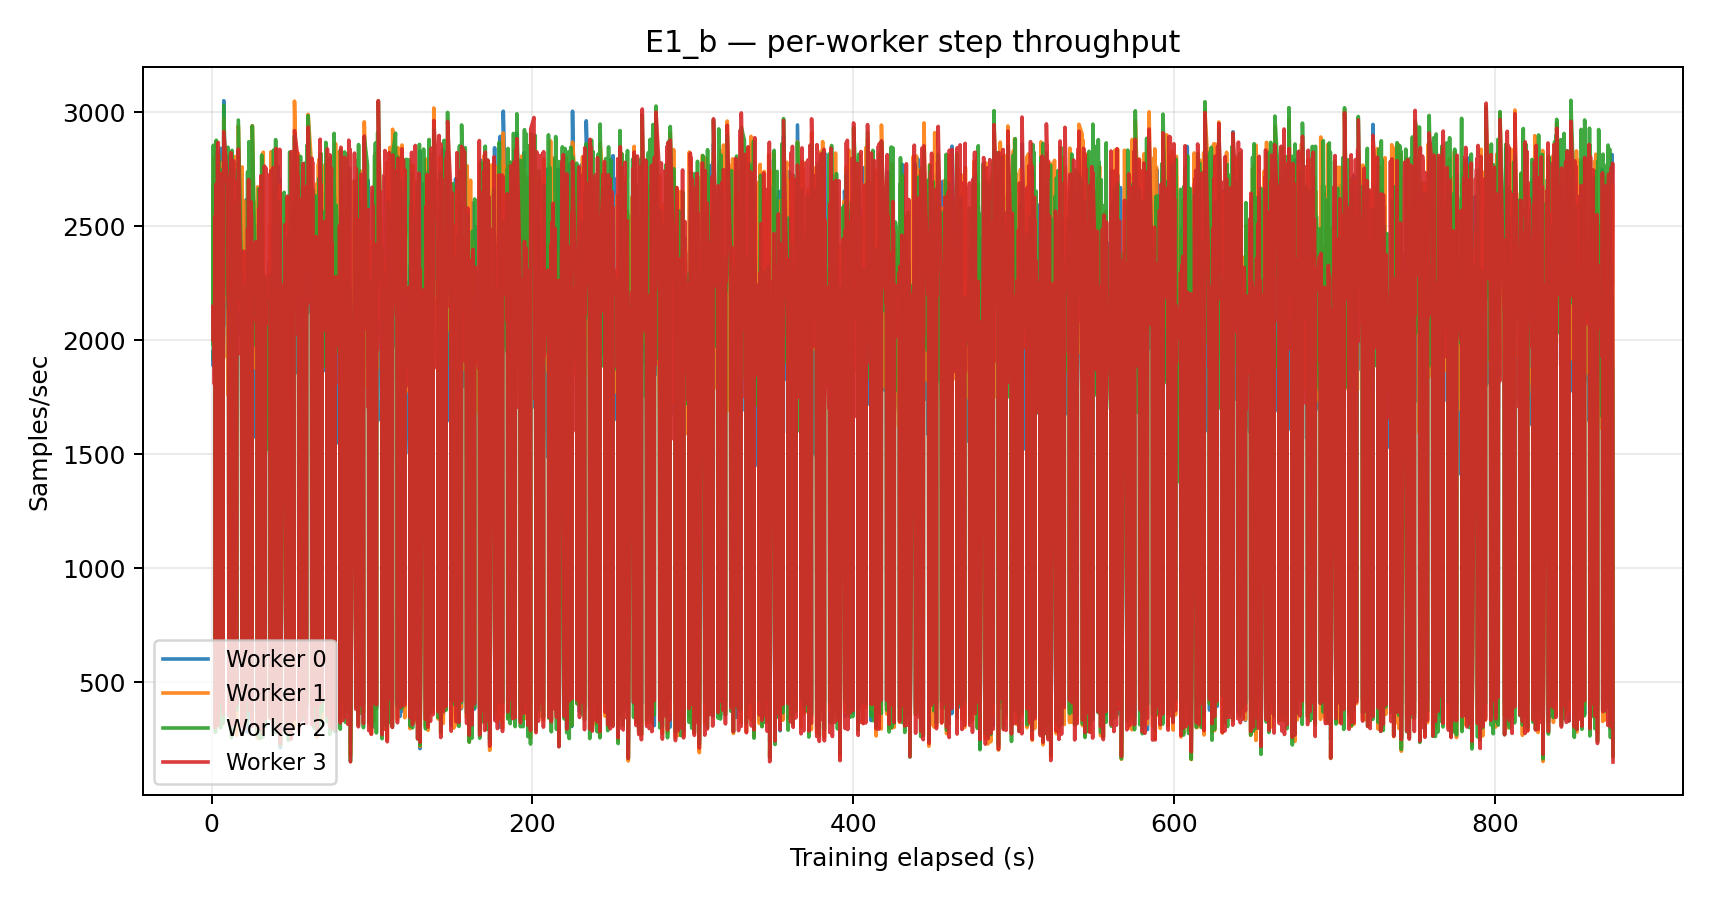 E1_b — per-worker step throughput
Samples/sec
3000
2500
2000
1500
1000
500
Worker 0
Worker 1
Worker 2
Worker 3
0 200 400 600 800
Training elapsed (s)